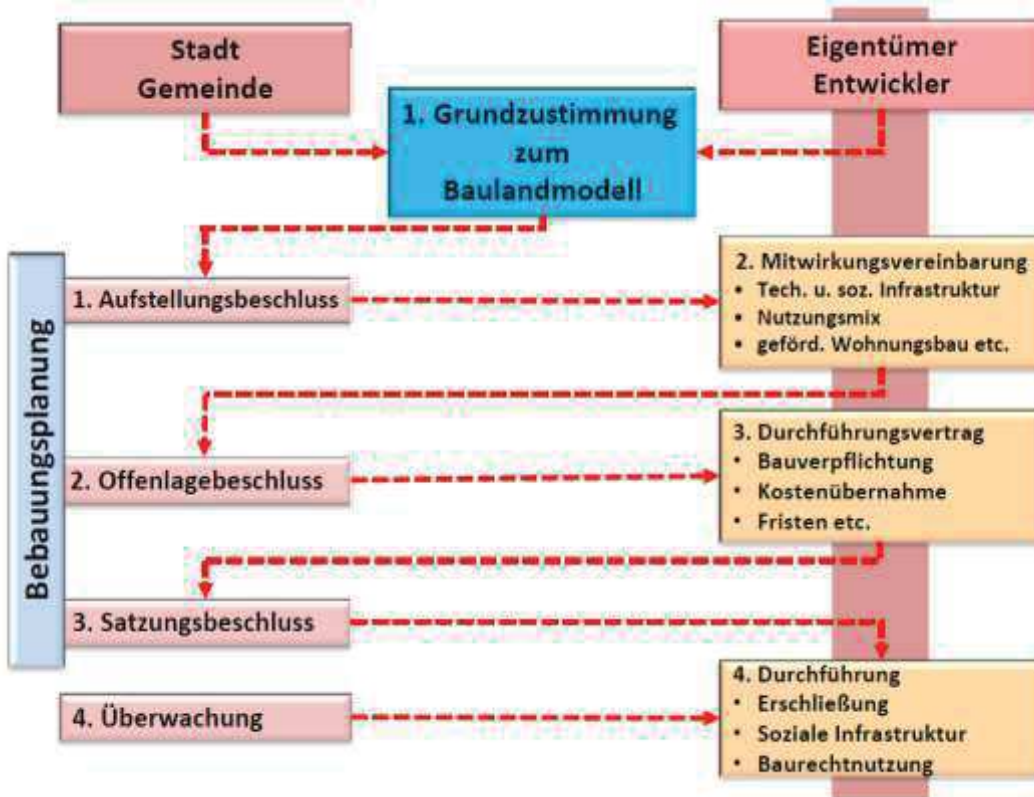 Stadt
Gemeinde
Eigentümer
Entwickler
1. Grundzustimmung
zum
Baulandmodell
Bebauungsplanung
1. Aufstellungsbeschluss
2. Mitwirkungsvereinbarung
• Tech. u. soz. Infrastruktur
• Nutzungsmix
• geförd. Wohnungsbau etc.
2. Offenlagebeschluss
3. Durchführungsvertrag
• Bauverpflichtung
• Kostenübernahme
• Fristen etc.
3. Satzungsbeschluss
4. Überwachung
4. Durchführung
• Erschließung
• Soziale Infrastruktur
• Baurechtnutzung